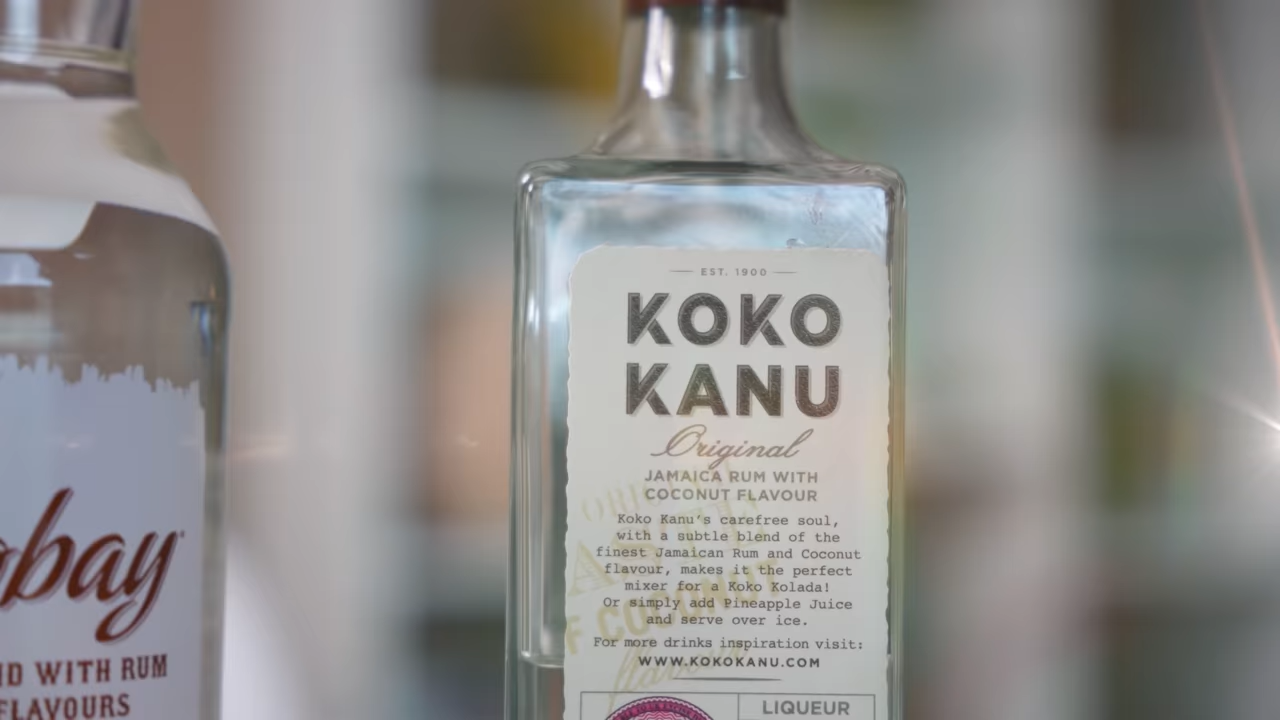 EST. 1900
KOKO
KANU
Original
JAMAICA RUM WITH
COCONUT FLAVOUR
Koko Kanu's carefree soul,
with a subtle blend of the
finest Jamaican Rum and Coconut
flavour, makes it the perfect
mixer for a Koko Kolada!
Or simply add Pineapple Juice
and serve over ice.
For more drinks inspiration visit:
WWW.KOKOKANU.COM
LIQUEUR
bay
WITH RUM
FLAVOURS